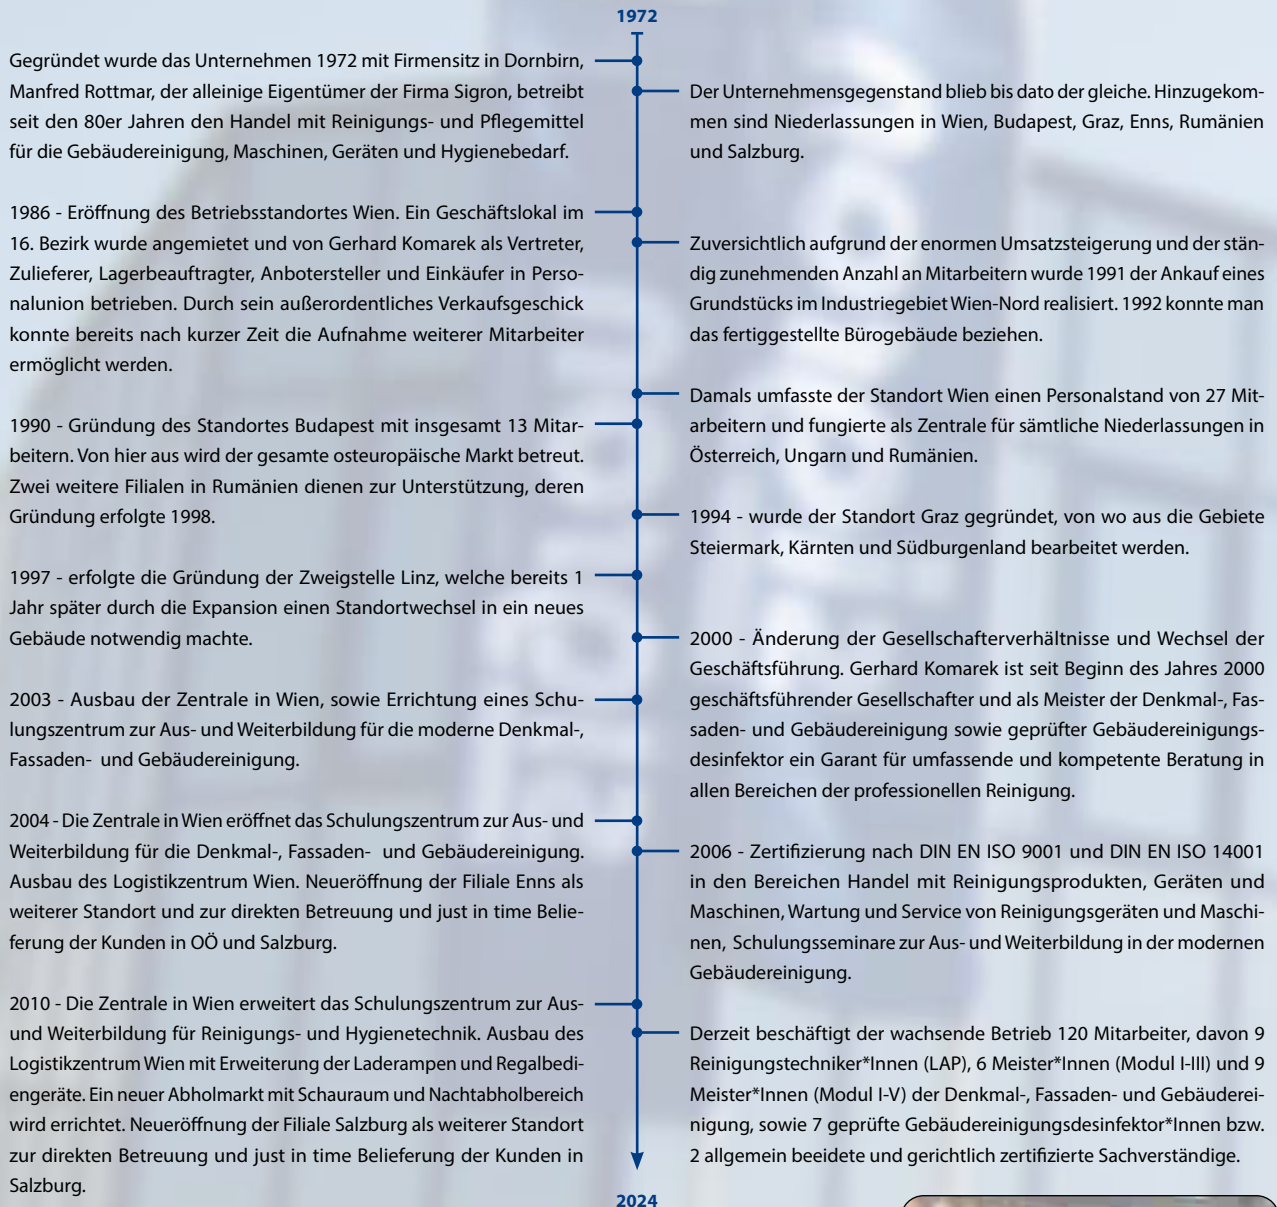 1972
Gegründet wurde das Unternehmen 1972 mit Firmensitz in Dornbirn,
Manfred Rottmar, der alleinige Eigentümer der Firma Sigron, betreibt
seit den 80er Jahren den Handel mit Reinigungs- und Pflegemittel
für die Gebäudereinigung, Maschinen, Geräten und Hygienebedarf.
Der Unternehmensgegenstand blieb bis dato der gleiche. Hinzugekom-
men sind Niederlassungen in Wien, Budapest, Graz, Enns, Rumänien
und Salzburg.
1986 - Eröffnung des Betriebsstandortes Wien. Ein Geschäftslokal im
16. Bezirk wurde angemietet und von Gerhard Komarek als Vertreter,
Zulieferer, Lagerbeauftragter, Anbotersteller und Einkäufer in Perso-
nalunion betrieben. Durch sein außerordentliches Verkaufsgeschick
konnte bereits nach kurzer Zeit die Aufnahme weiterer Mitarbeiter
ermöglicht werden.
Zuversichtlich aufgrund der enormen Umsatzsteigerung und der stän-
dig zunehmenden Anzahl an Mitarbeitern wurde 1991 der Ankauf eines
Grundstücks im Industriegebiet Wien-Nord realisiert. 1992 konnte man
das fertiggestellte Bürogebäude beziehen.
Damals umfasste der Standort Wien einen Personalstand von 27 Mit-
arbeitern und fungierte als Zentrale für sämtliche Niederlassungen in
Österreich, Ungarn und Rumänien.
1990 - Gründung des Standortes Budapest mit insgesamt 13 Mitar-
beitern. Von hier aus wird der gesamte osteuropäische Markt betreut.
Zwei weitere Filialen in Rumänien dienen zur Unterstützung, deren
Gründung erfolgte 1998.
1994 - wurde der Standort Graz gegründet, von wo aus die Gebiete
Steiermark, Kärnten und Südburgenland bearbeitet werden.
1997 - erfolgte die Gründung der Zweigstelle Linz, welche bereits 1
Jahr später durch die Expansion einen Standortwechsel in ein neues
Gebäude notwendig machte.
2000 - Änderung der Gesellschafterverhältnisse und Wechsel der
Geschäftsführung. Gerhard Komarek ist seit Beginn des Jahres 2000
geschäftsführender Gesellschafter und als Meister der Denkmal-, Fas-
saden- und Gebäudereinigung sowie geprüfter Gebäudereinigungs-
desinfektor ein Garant für umfassende und kompetente Beratung in
allen Bereichen der professionellen Reinigung.
2003 - Ausbau der Zentrale in Wien, sowie Errichtung eines Schu-
lungszentrum zur Aus- und Weiterbildung für die moderne Denkmal-,
Fassaden- und Gebäudereinigung.
2004 - Die Zentrale in Wien eröffnet das Schulungszentrum zur Aus- und
Weiterbildung für die Denkmal-, Fassaden- und Gebäudereinigung.
Ausbau des Logistikzentrum Wien. Neueröffnung der Filiale Enns als
weiterer Standort und zur direkten Betreuung und just in time Belie-
ferung der Kunden in OÖ und Salzburg.
2006 - Zertifizierung nach DIN EN ISO 9001 und DIN EN ISO 14001
in den Bereichen Handel mit Reinigungsprodukten, Geräten und
Maschinen, Wartung und Service von Reinigungsgeräten und Maschi-
nen, Schulungsseminare zur Aus- und Weiterbildung in der modernen
Gebäudereinigung.
2010 - Die Zentrale in Wien erweitert das Schulungszentrum zur Aus-
und Weiterbildung für Reinigungs- und Hygienetechnik. Ausbau des
Logistikzentrum Wien mit Erweiterung der Laderampen und Regalbedi-
engeräte. Ein neuer Abholmarkt mit Schauraum und Nachtabholbereich
wird errichtet. Neueröffnung der Filiale Salzburg als weiterer Standort
zur direkten Betreuung und just in time Belieferung der Kunden in
Salzburg.
Derzeit beschäftigt der wachsende Betrieb 120 Mitarbeiter, davon 9
Reinigungstechniker*Innen (LAP), 6 Meister*Innen (Modul I-III) und 9
Meister*Innen (Modul I-V) der Denkmal-, Fassaden- und Gebäuderei-
nigung, sowie 7 geprüfte Gebäudereinigungsdesinfektor*Innen bzw.
2 allgemein beeidete und gerichtlich zertifizierte Sachverständige.
2024